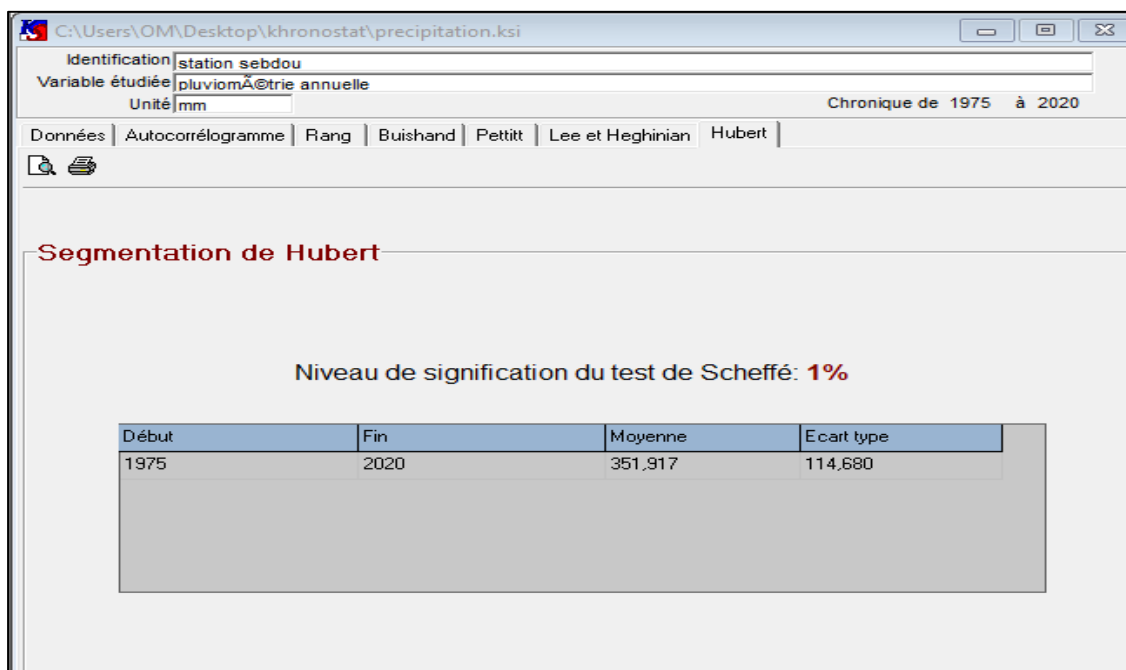 C:\Users\OM\Desktop\khronostat\precipitation.ksi
Identification station sebdou
Variable étudiée pluviomÃ©trie annuelle
Unité mm Chronique de 1975 à 2020
Données Autocorrélogramme Rang Buishand Pettitt Lee et Heghinian Hubert
Segmentation de Hubert
Niveau de signification du test de Scheffé: 1%
Début Fin Moyenne Ecart type
1975 2020 351,917 114,680